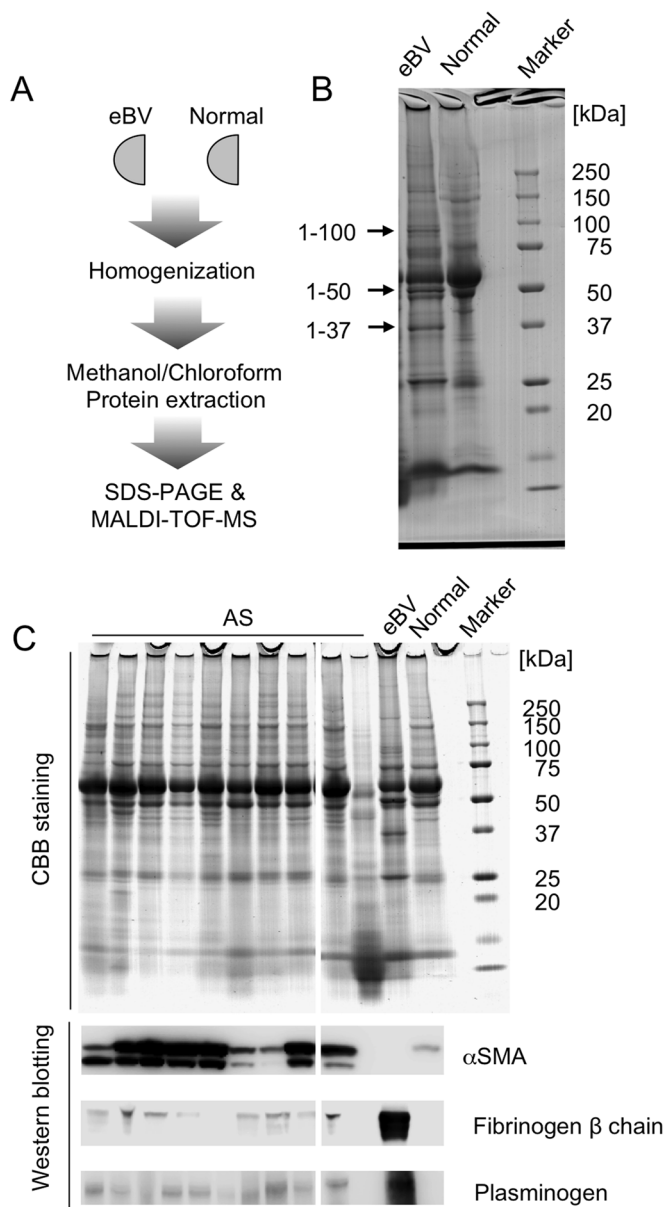 A
eBV
Normal
Homogenization
Methanol/Chloroform
Protein extraction
SDS-PAGE &
MALDI-TOF-MS
B
eBV
Normal
Marker
[kDa]
250
150
100
75
50
37
25
20
1-100
1-50
1-37
C
AS
eBV
Normal
Marker
[kDa]
250
150
100
75
50
37
25
20
CBB staining
Western blotting
αSMA
Fibrinogen β chain
Plasminogen